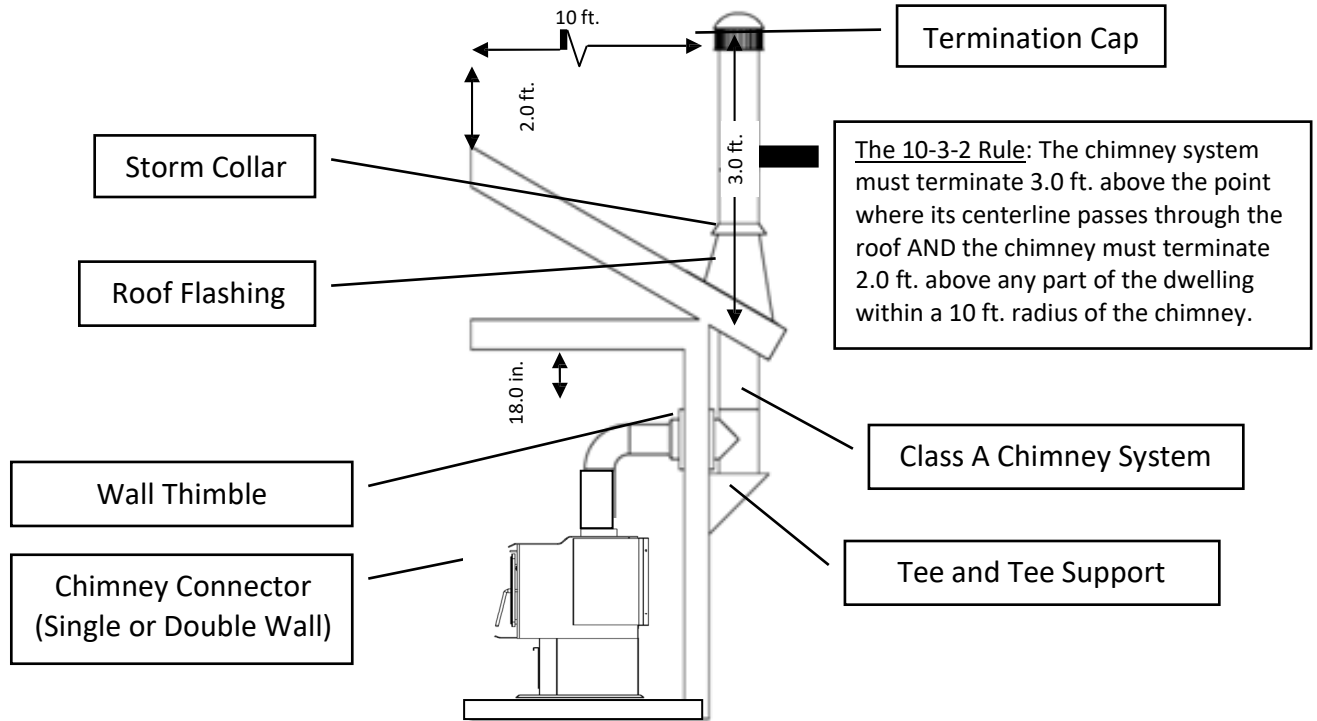 10 ft.
Termination Cap
2.0 ft.
Storm Collar
3.0 ft.
The 10-3-2 Rule: The chimney system
must terminate 3.0 ft. above the point
where its centerline passes through the
roof AND the chimney must terminate
2.0 ft. above any part of the dwelling
within a 10 ft. radius of the chimney.
Roof Flashing
18.0 in.
Class A Chimney System
Wall Thimble
Tee and Tee Support
Chimney Connector
(Single or Double Wall)